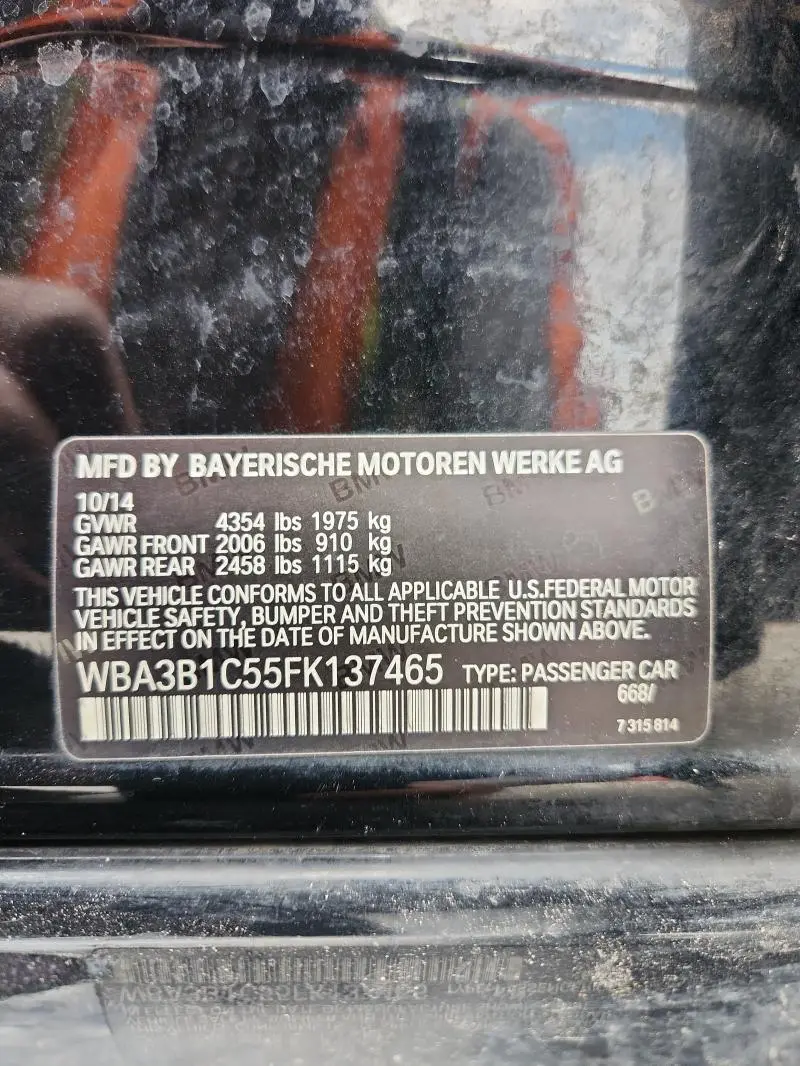 MFD BY BAYERISCHE MOTOREN WERKE AG
10/14
GVWR 4354 lbs 1975 kg
GAWR FRONT 2006 lbs 910 kg
GAWR REAR 2458 lbs 1115 kg
THIS VEHICLE CONFORMS TO ALL APPLICABLE U.S.FEDERAL MOTOR
VEHICLE SAFETY, BUMPER AND THEFT PREVENTION STANDARDS
IN EFFECT ON THE DATE OF MANUFACTURE SHOWN ABOVE.
WBA3B1C55FK137465 TYPE: PASSENGER CAR
668/
7 315 814